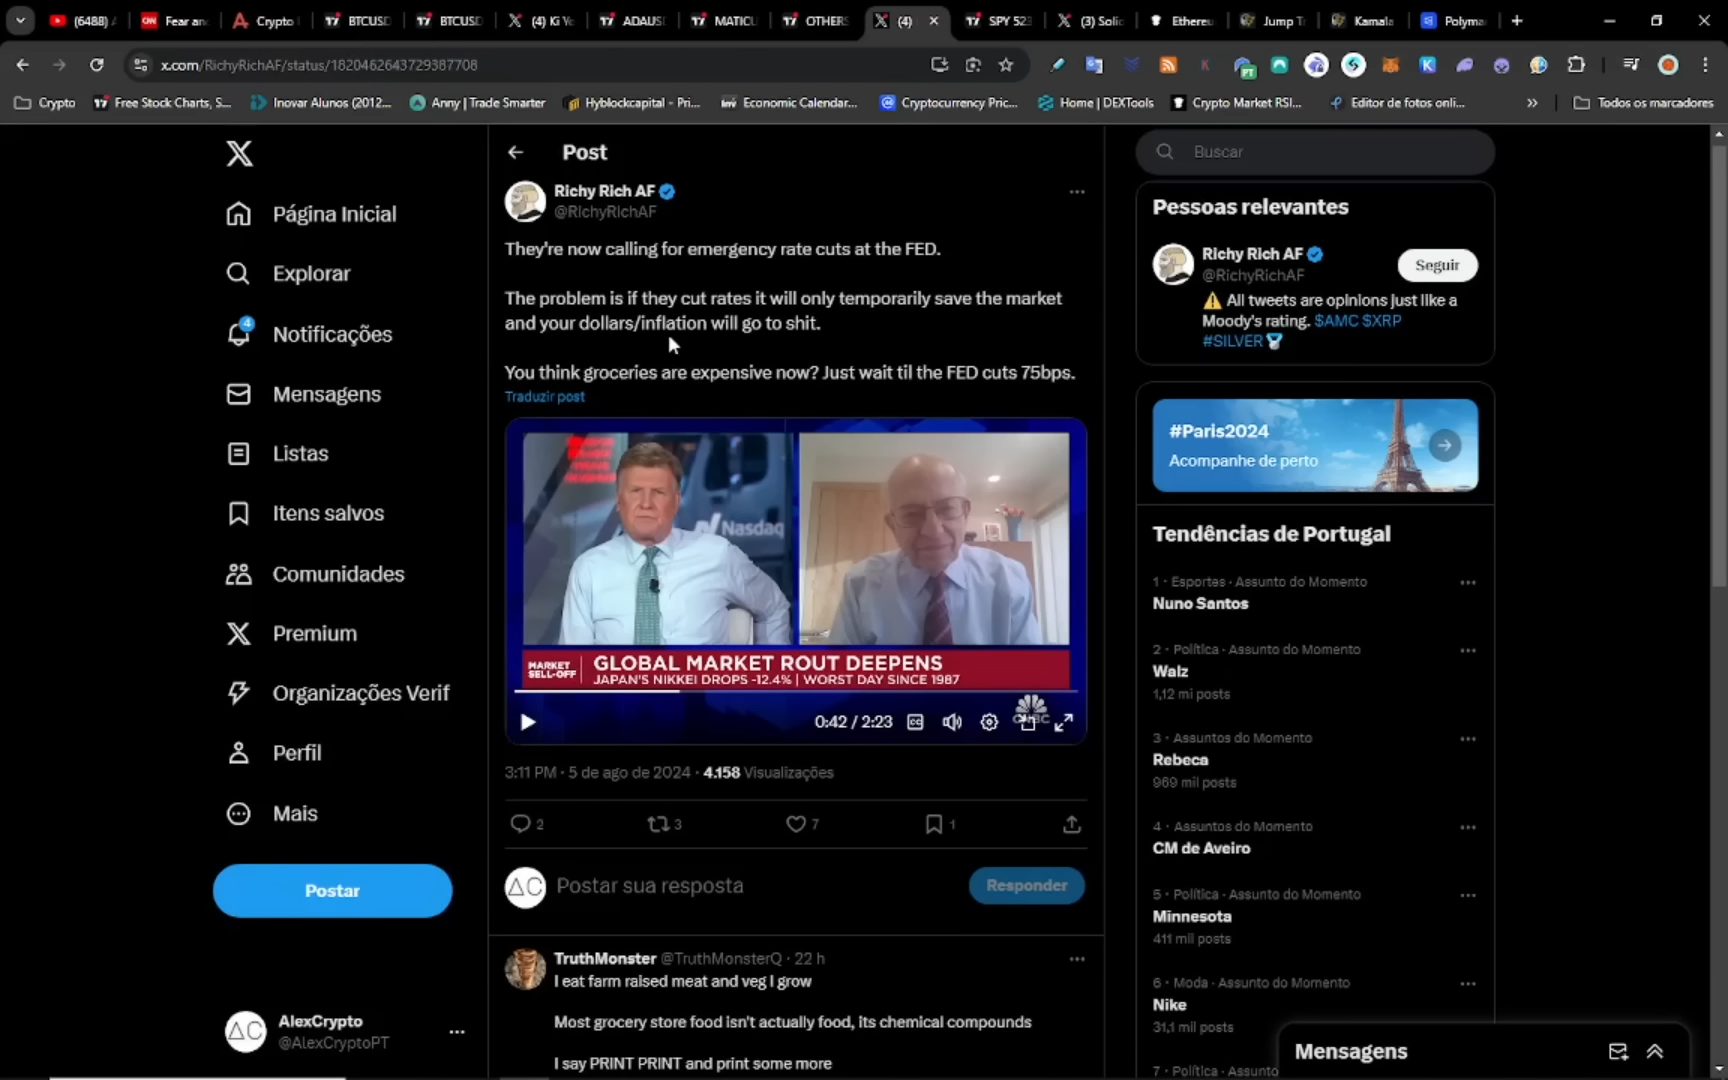 (6488)
CNN Fear an
Crypto
BTCUSD
BTCUSD
(4) Ki Yo
ADAUS
MATICU
OTHERS
(4)
SPY 523
(3) Solic
Ethereu
Jump Tr
Kamala
Polyma
x.com/RichyRichAF/status/1820462643729387708
PT
Crypto
Free Stock Charts, S...
Inovar Alunos (2012...
Anny | Trade Smarter
Hyblockcapital - Pri...
Economic Calendar...
Cryptocurrency Pric...
Home | DEXTools
Crypto Market RSI...
Editor de fotos onli...
Todos os marcadores
Página Inicial
Explorar
4
Notificações
Mensagens
Listas
Itens salvos
Comunidades
Premium
Organizações Verif
Perfil
Mais
Postar
AlexCrypto
@AlexCryptoPT
Post
Richy Rich AF
@RichyRichAF
They're now calling for emergency rate cuts at the FED.
The problem is if they cut rates it will only temporarily save the market
and your dollars/inflation will go to shit.
You think groceries are expensive now? Just wait til the FED cuts 75bps.
Traduzir post
Nasdaq
MARKET
SELL-OFF
GLOBAL MARKET ROUT DEEPENS
JAPAN'S NIKKEI DROPS -12.4% | WORST DAY SINCE 1987
0:42 / 2:23
CNBC
3:11 PM · 5 de ago de 2024 · 4.158 Visualizações
2
3
7
1
AC
Postar sua resposta
Responder
TruthMonster @TruthMonsterQ · 22 h
I eat farm raised meat and veg I grow
Most grocery store food isn't actually food, its chemical compounds
I say PRINT PRINT and print some more
Buscar
Pessoas relevantes
Richy Rich AF
@RichyRichAF
Seguir
All tweets are opinions just like a
Moody's rating. $AMC $XRP
#SILVER
#Paris2024
Acompanhe de perto
Tendências de Portugal
1 · Esportes · Assunto do Momento
Nuno Santos
2 · Política · Assunto do Momento
Walz
1,12 mi posts
3 · Assuntos do Momento
Rebeca
969 mil posts
4 · Assuntos do Momento
CM de Aveiro
5 · Política · Assunto do Momento
Minnesota
411 mil posts
6 · Moda · Assunto do Momento
Nike
31,1 mil posts
7 · Política · Assunto do Momento
Mensagens